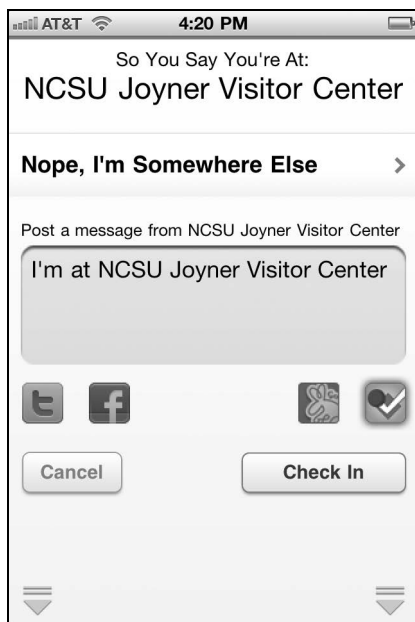 AT&T 4:20 PM
So You Say You're At:
NCSU Joyner Visitor Center
Nope, I'm Somewhere Else
Post a message from NCSU Joyner Visitor Center
I'm at NCSU Joyner Visitor Center
t f
Cancel Check In